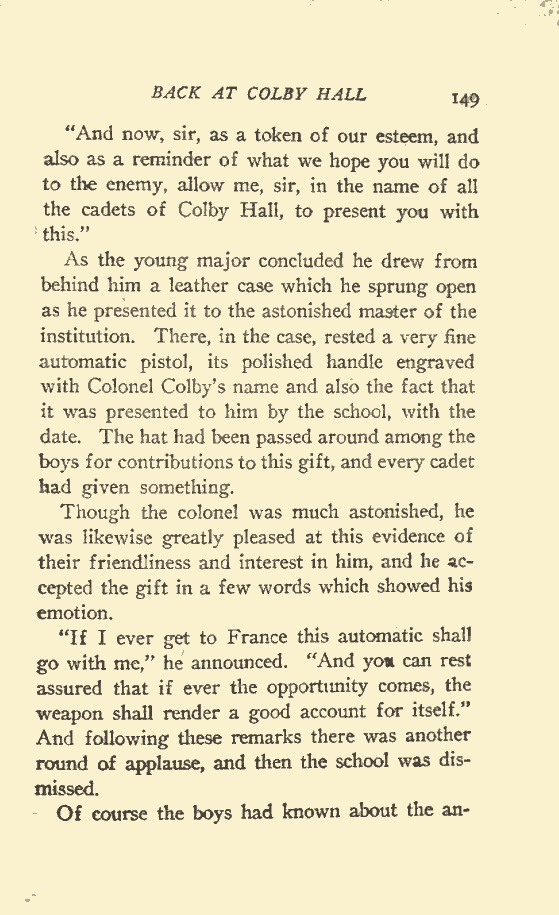 BACK AT COLBY HALL 149
"And now, sir, as a token of our esteem, and
also as a reminder of what we hope you will do
to the enemy, allow me, sir, in the name of all
the cadets of Colby Hall, to present you with
this."
As the young major concluded he drew from
behind him a leather case which he sprung open
as he presented it to the astonished master of the
institution. There, in the case, rested a very fine
automatic pistol, its polished handle engraved
with Colonel Colby's name and also the fact that
it was presented to him by the school, with the
date. The hat had been passed around among the
boys for contributions to this gift, and every cadet
had given something.
Though the colonel was much astonished, he
was likewise greatly pleased at this evidence of
their friendliness and interest in him, and he ac-
cepted the gift in a few words which showed his
emotion.
"If I ever get to France this automatic shall
go with me," he announced. "And you can rest
assured that if ever the opportunity comes, the
weapon shall render a good account for itself."
And following these remarks there was another
round of applause, and then the school was dis-
missed.
Of course the boys had known about the an-